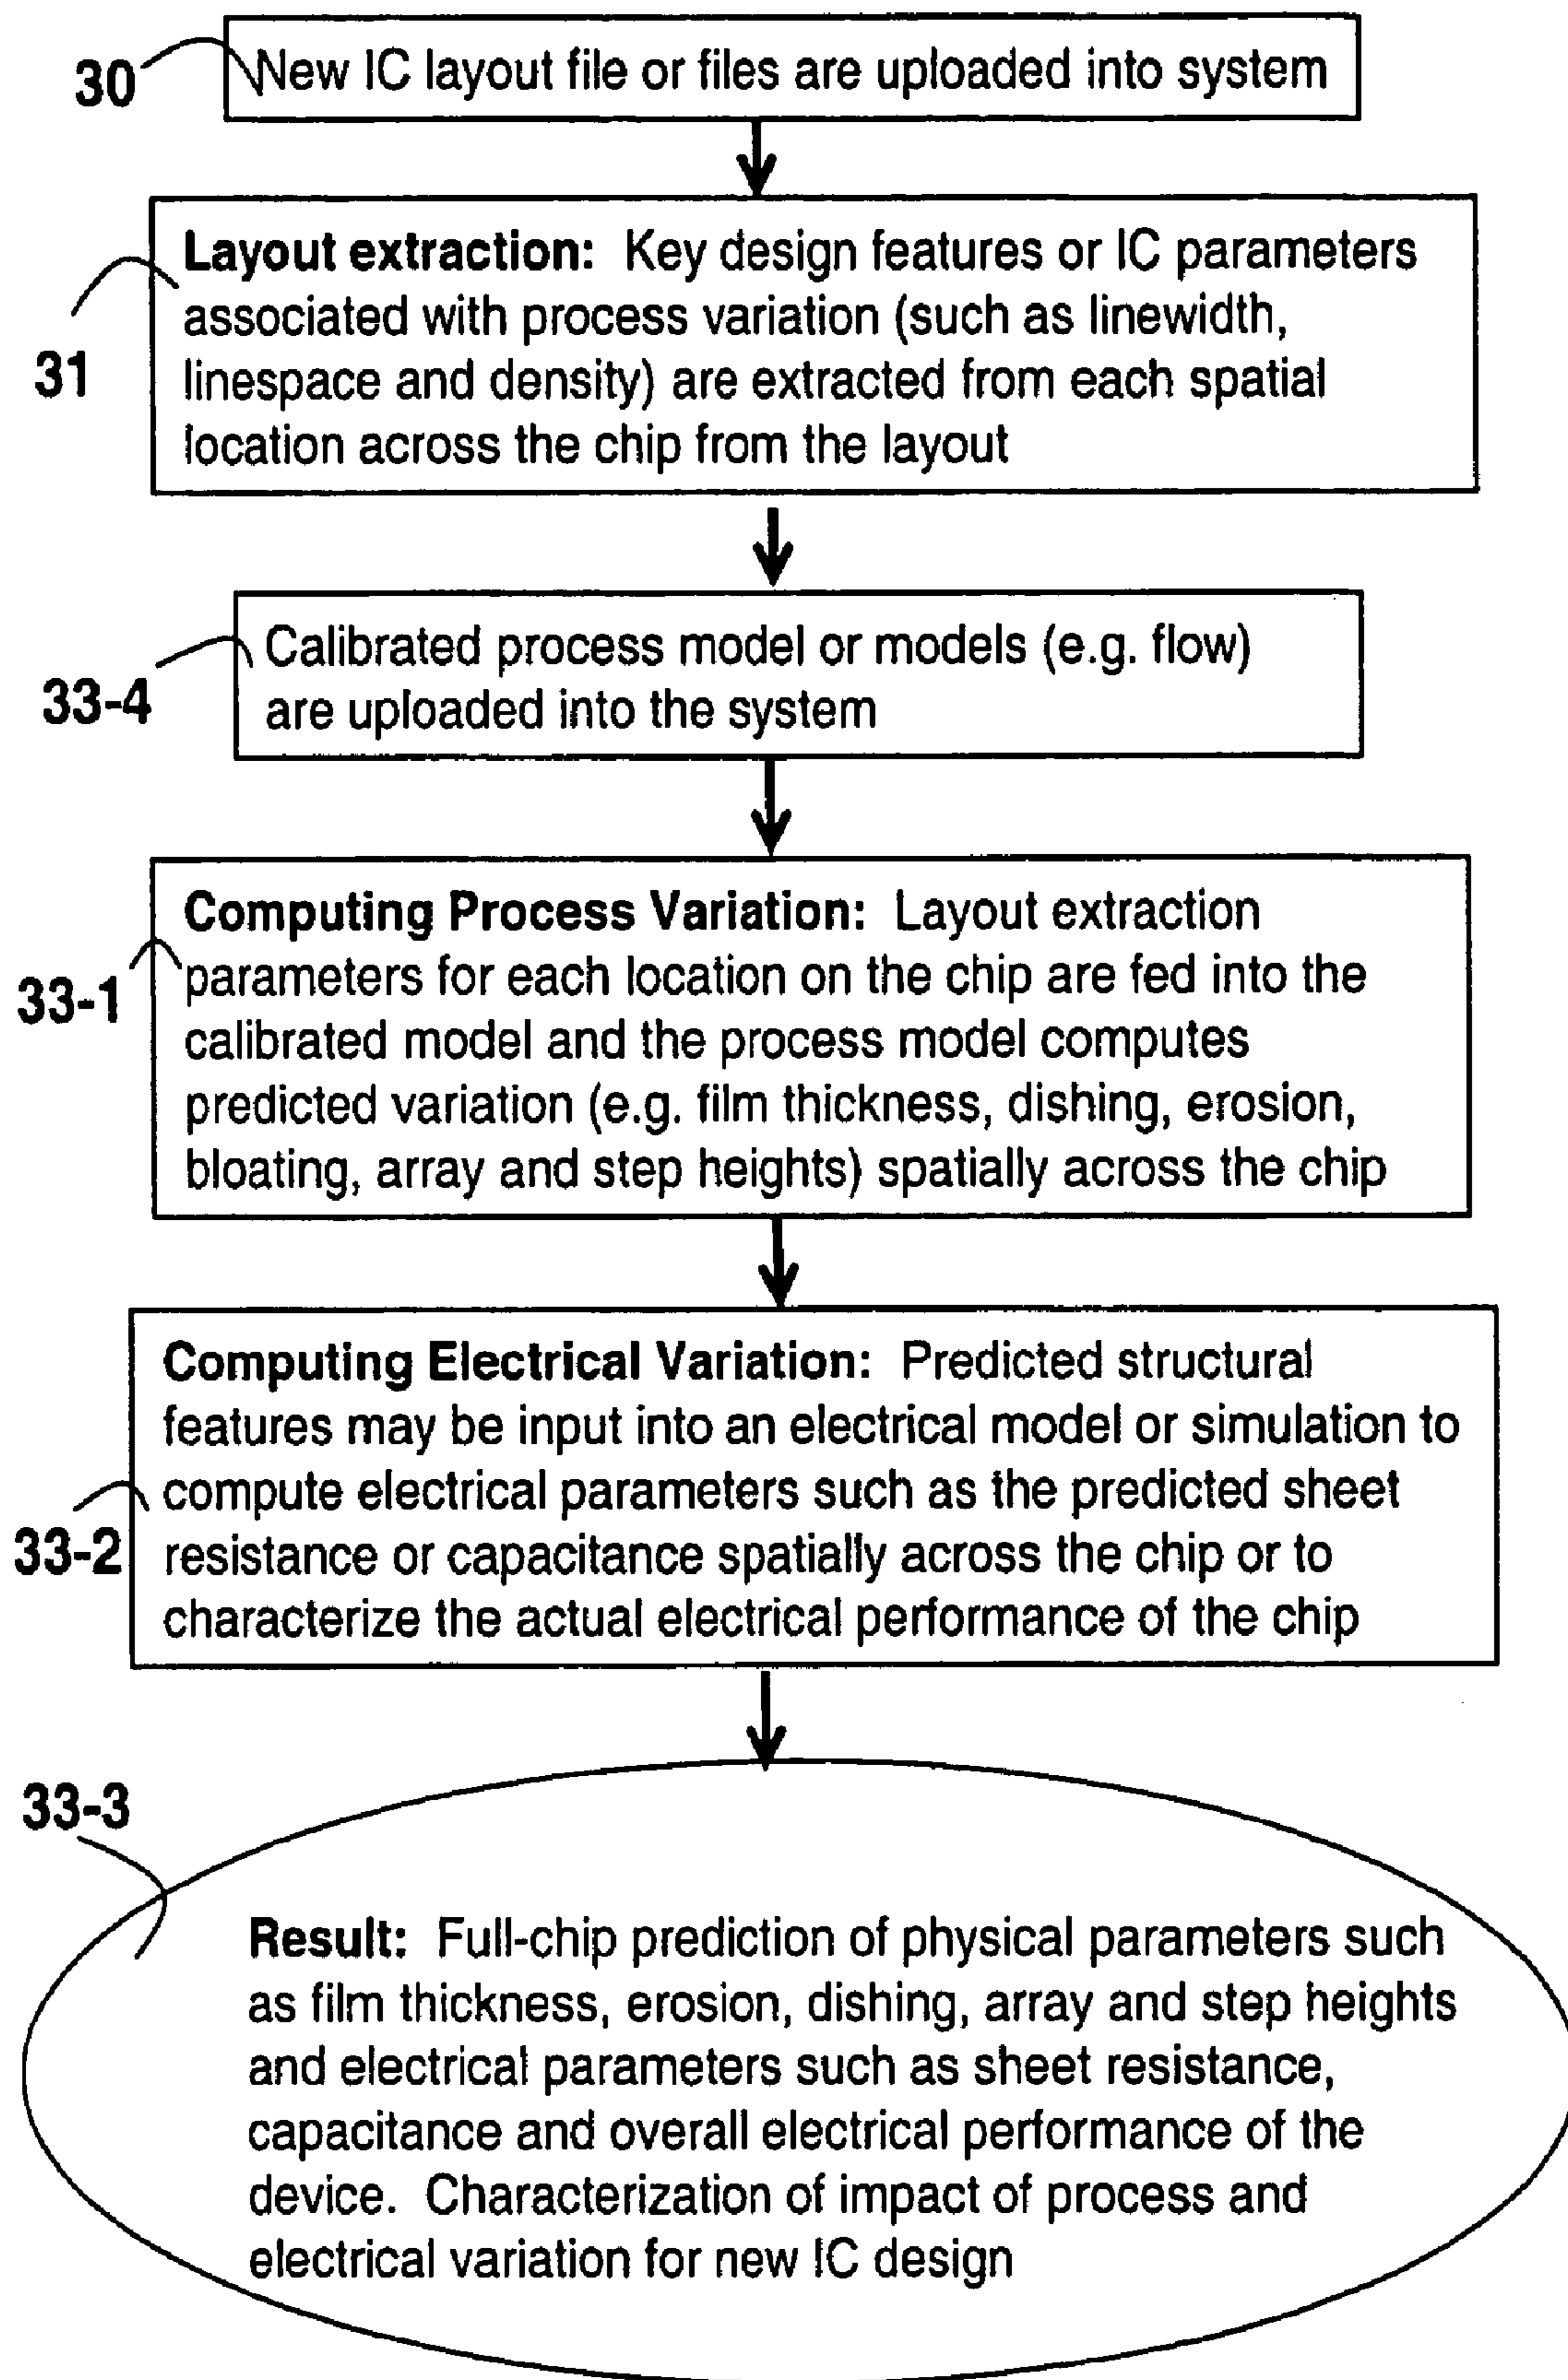 30
New IC layout file or files are uploaded into system
Layout extraction: Key design features or IC parameters
associated with process variation (such as linewidth,
linespace and density) are extracted from each spatial
location across the chip from the layout
31
Calibrated process model or models (e.g. flow)
are uploaded into the system
33-4
Computing Process Variation: Layout extraction
parameters for each location on the chip are fed into the
calibrated model and the process model computes
predicted variation (e.g. film thickness, dishing, erosion,
bloating, array and step heights) spatially across the chip
33-1
Computing Electrical Variation: Predicted structural
features may be input into an electrical model or simulation to
compute electrical parameters such as the predicted sheet
resistance or capacitance spatially across the chip or to
characterize the actual electrical performance of the chip
33-2
33-3
Result: Full-chip prediction of physical parameters such
as film thickness, erosion, dishing, array and step heights
and electrical parameters such as sheet resistance,
capacitance and overall electrical performance of the
device. Characterization of impact of process and
electrical variation for new IC design